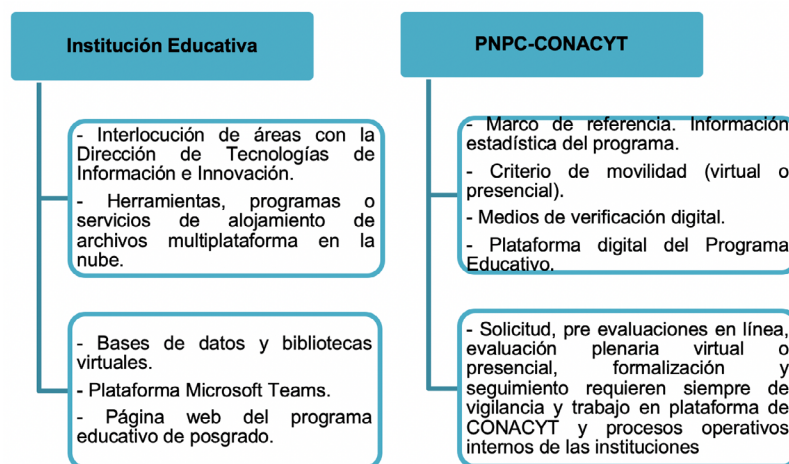 Institución Educativa
- Interlocución de áreas con la
Dirección de Tecnologías de
Información e Innovación.
- Herramientas, programas o
servicios de alojamiento de
archivos multiplataforma en la
nube.
- Bases de datos y bibliotecas
virtuales.
- Plataforma Microsoft Teams.
- Página web del programa
educativo de posgrado.
PNPC-CONACYT
- Marco de referencia. Información
estadística del programa.
- Criterio de movilidad (virtual o
presencial).
- Medios de verificación digital.
- Plataforma digital del Programa
Educativo.
- Solicitud, pre evaluaciones en línea,
evaluación plenaria virtual o
presencial, formalización y
seguimiento requieren siempre de
vigilancia y trabajo en plataforma de
CONACYT y procesos operativos
internos de las instituciones